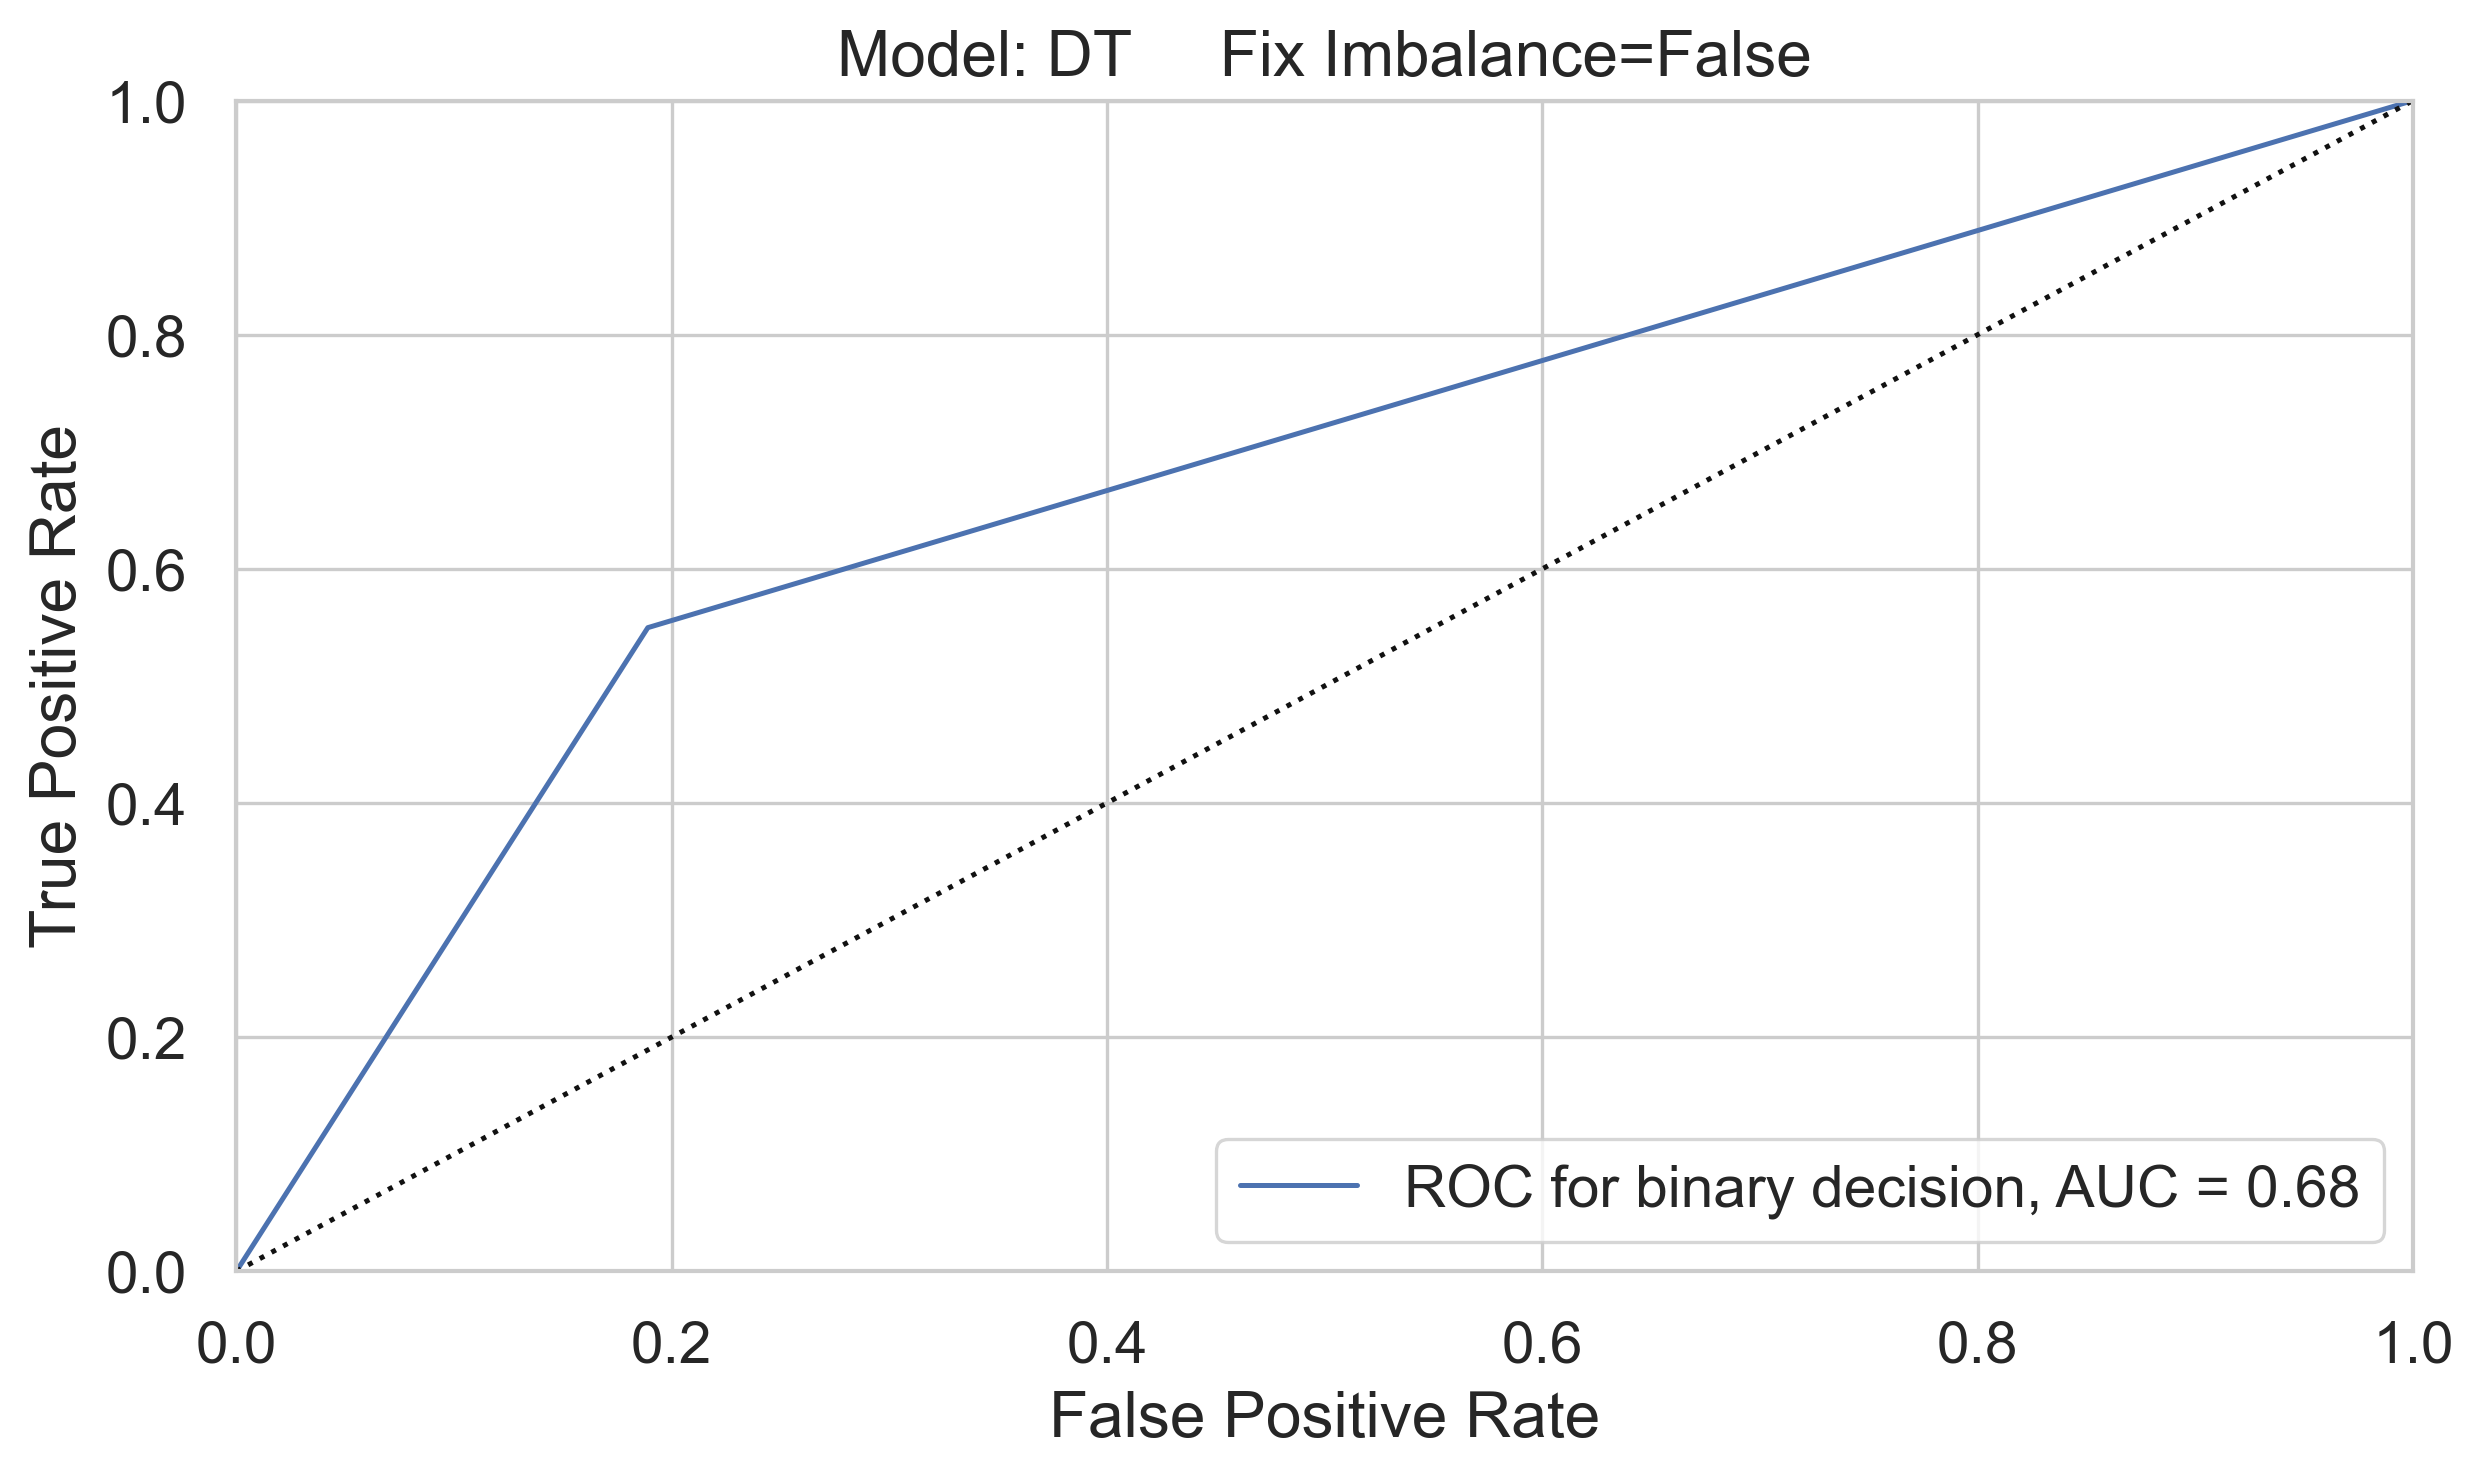 Model: DT     Fix Imbalance=False
1.0
0.8
0.6
0.4
0.2
0.0
True Positive Rate
ROC for binary decision, AUC = 0.68
0.0 0.2 0.4 0.6 0.8 1.0
False Positive Rate